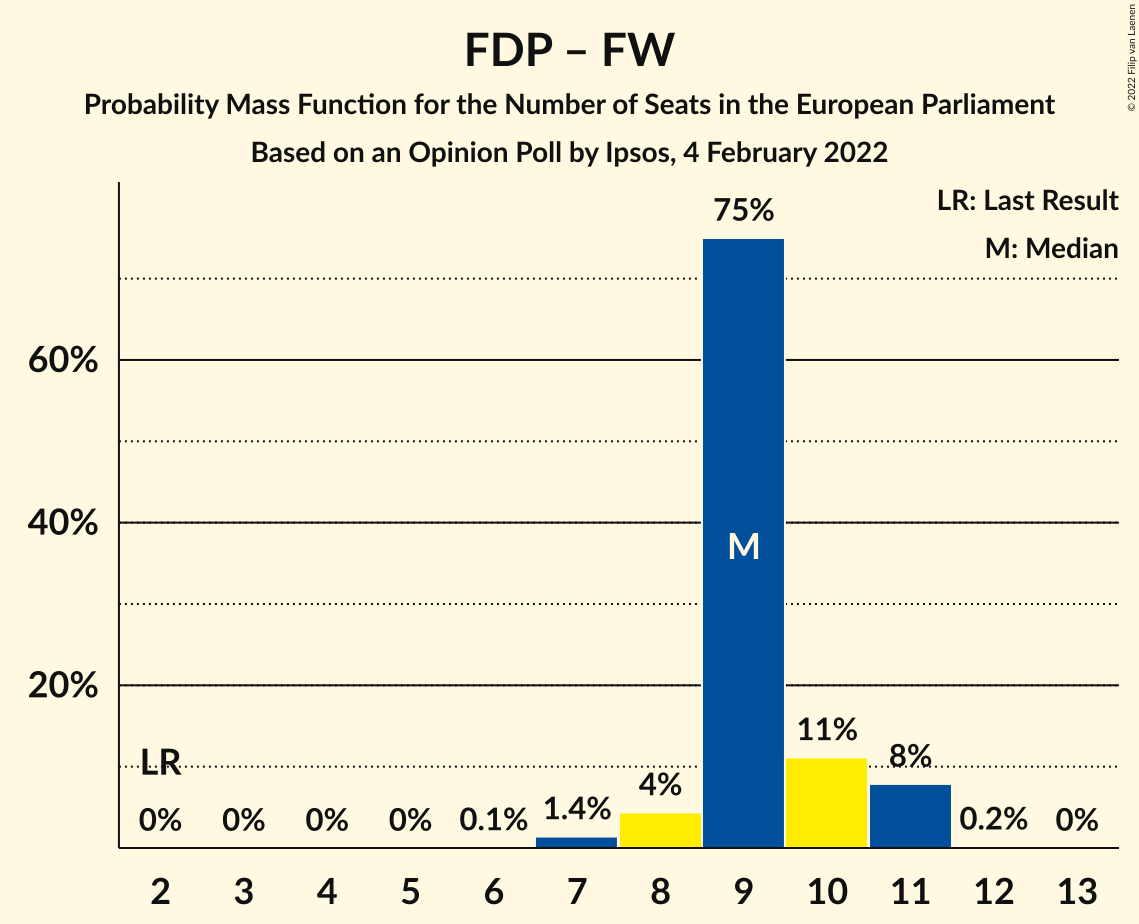 FDP – FW
Probability Mass Function for the Number of Seats in the European Parliament
Based on an Opinion Poll by Ipsos, 4 February 2022
© 2022 Filip van Laenen
LR: Last Result
M: Median
60%
40%
20%
LR
0%
0%
0%
0%
0.1%
1.4%
4%
75%
M
11%
8%
0.2%
0%
2 3 4 5 6 7 8 9 10 11 12 13